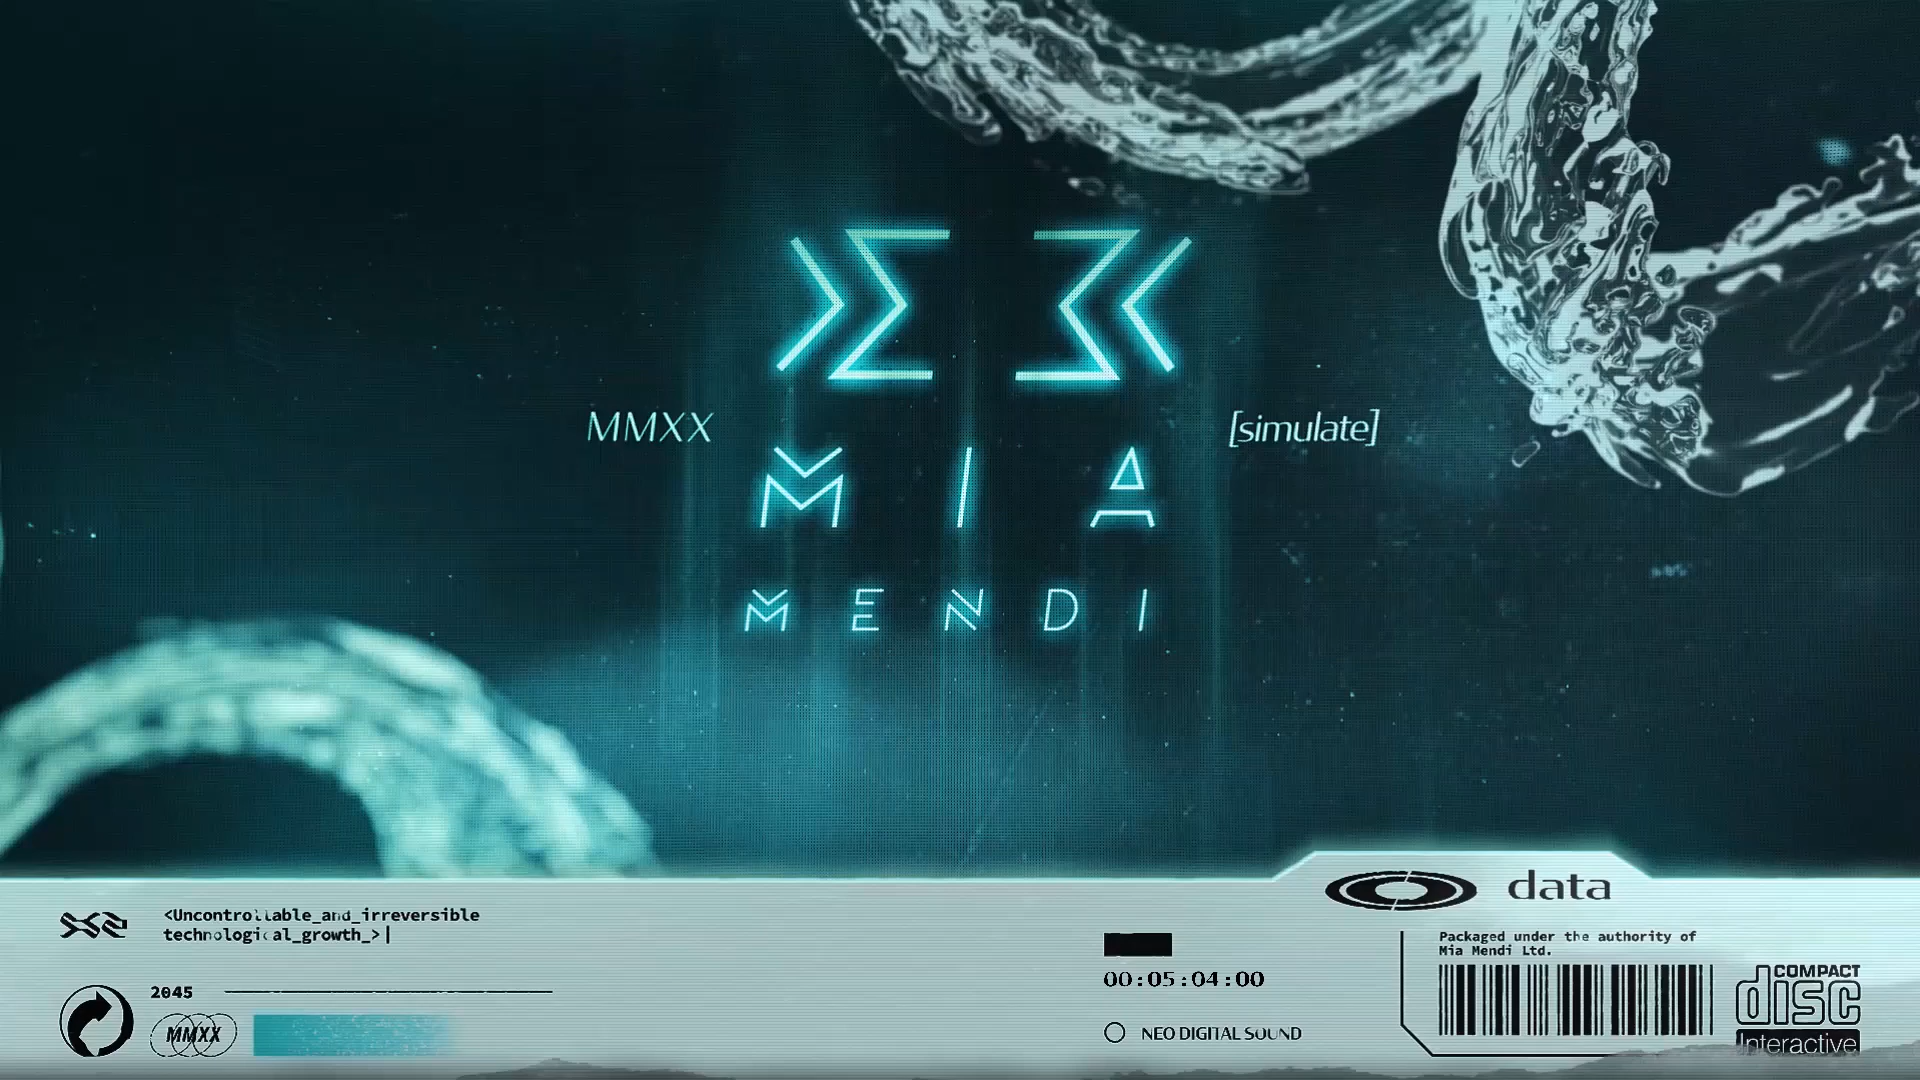 MMXX
[simulate]
MIA
MENDI
data
<Uncontrollable_and_irreversible
technological_growth_>|
Packaged under the authority of
Mia Mendi Ltd.
00:05:04:00
2045
MMXX
NEO DIGITAL SOUND
COMPACT
disc
Interactive